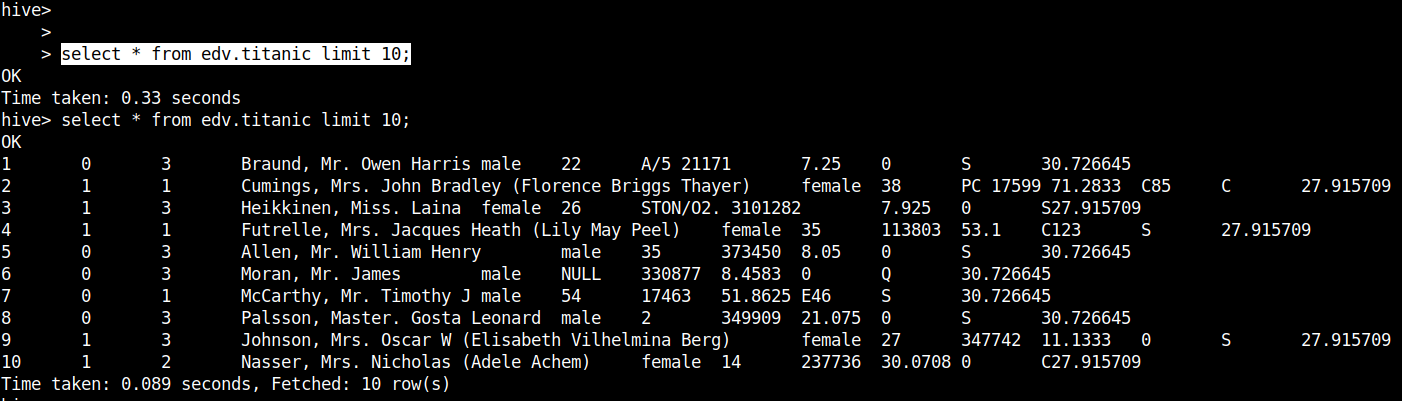 hive>
    >
    > select * from edv.titanic limit 10;
OK
Time taken: 0.33 seconds
hive> select * from edv.titanic limit 10;
OK
1       0       3       Braund, Mr. Owen Harris male    22      A/5 21171       7.25    0       S       30.726645
2       1       1       Cumings, Mrs. John Bradley (Florence Briggs Thayer)     female  38      PC 17599 71.2833  C85     C       27.915709
3       1       3       Heikkinen, Miss. Laina  female  26      STON/O2. 3101282        7.925   0       S27.915709
4       1       1       Futrelle, Mrs. Jacques Heath (Lily May Peel)    female  35      113803  53.1    C123      S       27.915709
5       0       3       Allen, Mr. William Henry        male    35      373450  8.05    0       S       30.726645
6       0       3       Moran, Mr. James        male    NULL    330877  8.4583  0       Q       30.726645
7       0       1       McCarthy, Mr. Timothy J male    54      17463   51.8625 E46     S       30.726645
8       0       3       Palsson, Master. Gosta Leonard  male    2       349909  21.075  0       S       30.726645
9       1       3       Johnson, Mrs. Oscar W (Elisabeth Vilhelmina Berg)       female  27      347742  11.1333   0       S       27.915709
10      1       2       Nasser, Mrs. Nicholas (Adele Achem)     female  14      237736  30.0708 0       C27.915709
Time taken: 0.089 seconds, Fetched: 10 row(s)